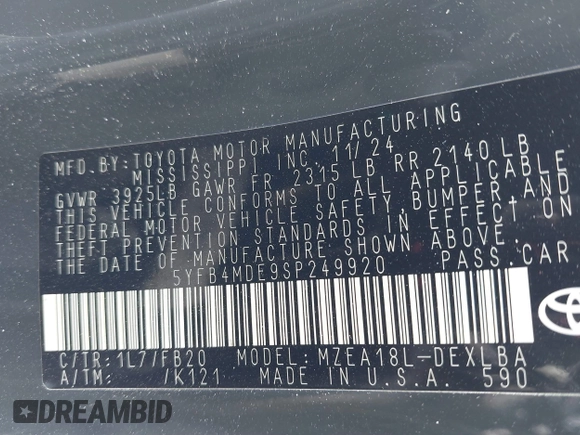 MFD. BY: TOYOTA MOTOR MANUFACTURING
MISSISSIPPI INC. 11/24
GVWR 3925LB GAWR FR 2315 LB RR 2140 LB
THIS VEHICLE CONFORMS TO ALL APPLICABLE
FEDERAL MOTOR VEHICLE SAFETY, BUMPER AND
THEFT PREVENTION STANDARDS IN EFFECT ON
THE DATE OF MANUFACTURE SHOWN ABOVE.
5YFB4MDE9SP249920 PASS.CAR
C/TR: 1L7/FB20 MODEL: MZEA18L-DEXLBA
A/TM: /K121 MADE IN U.S.A. 590
DREAMBID